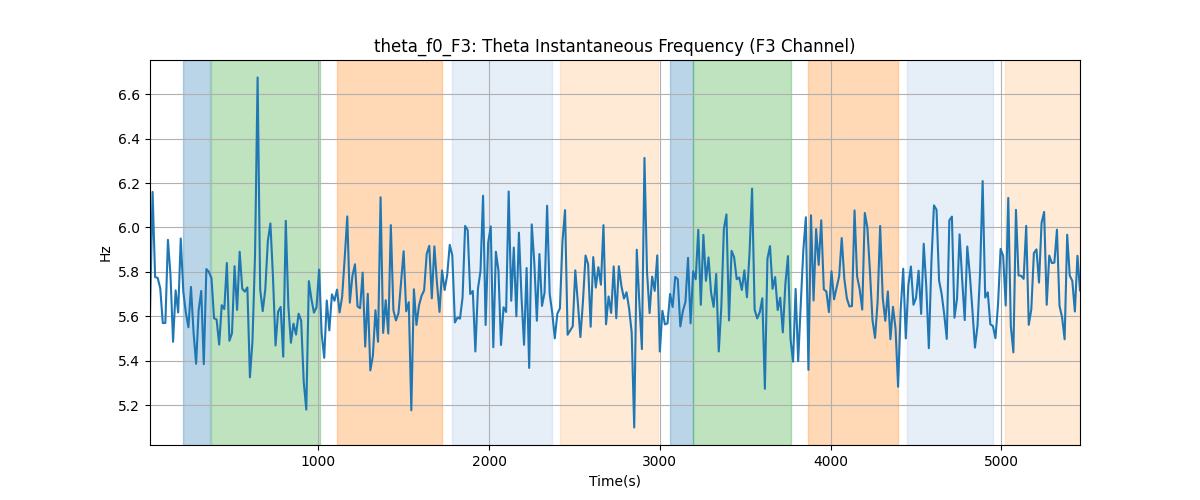 theta_f0_F3: Theta Instantaneous Frequency (F3 Channel)
Hz
6.6
6.4
6.2
6.0
5.8
5.6
5.4
5.2
1000 2000 3000 4000 5000
Time(s)